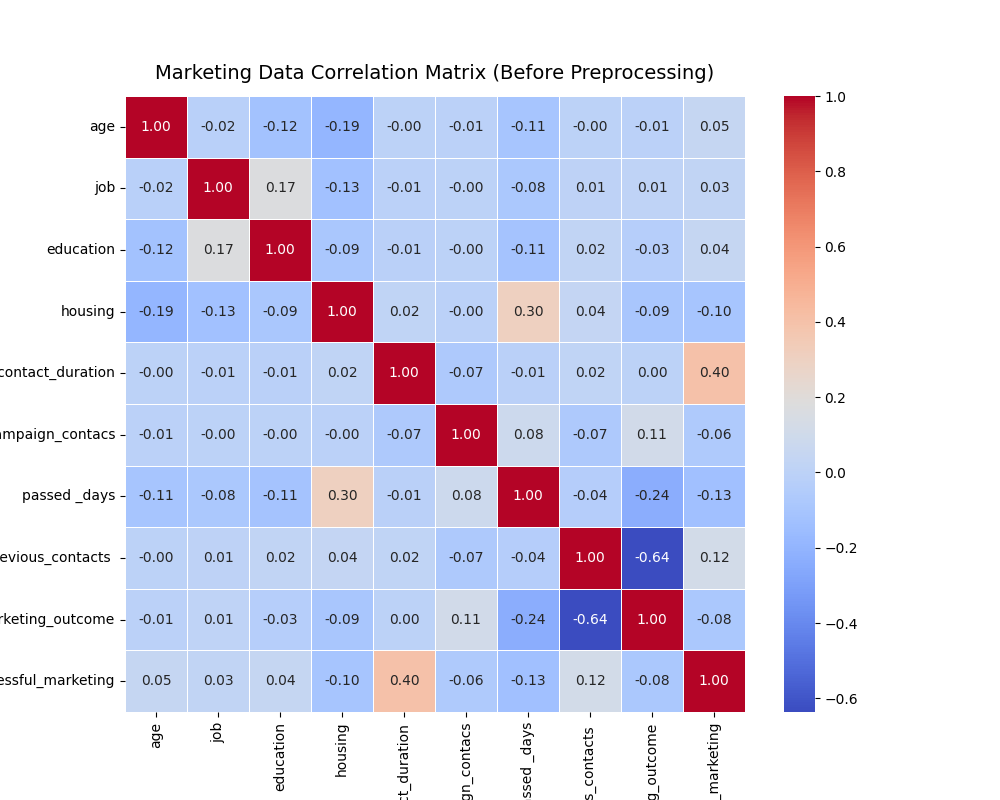 Marketing Data Correlation Matrix (Before Preprocessing)
age 1.00 -0.02 -0.12 -0.19 -0.00 -0.01 -0.11 -0.00 -0.01 0.05
job -0.02 1.00 0.17 -0.13 -0.01 -0.00 -0.08 0.01 0.01 0.03
education -0.12 0.17 1.00 -0.09 -0.01 -0.00 -0.11 0.02 -0.03 0.04
housing -0.19 -0.13 -0.09 1.00 0.02 -0.00 0.30 0.04 -0.09 -0.10
contact_duration -0.00 -0.01 -0.01 0.02 1.00 -0.07 -0.01 0.02 0.00 0.40
mpaign_contacs -0.01 -0.00 -0.00 -0.00 -0.07 1.00 0.08 -0.07 0.11 -0.06
passed _days -0.11 -0.08 -0.11 0.30 -0.01 0.08 1.00 -0.04 -0.24 -0.13
evious_contacts -0.00 0.01 0.02 0.04 0.02 -0.07 -0.04 1.00 -0.64 0.12
rketing_outcome -0.01 0.01 -0.03 -0.09 0.00 0.11 -0.24 -0.64 1.00 -0.08
essful_marketing 0.05 0.03 0.04 -0.10 0.40 -0.06 -0.13 0.12 -0.08 1.00
age
job
education
housing
ct_duration
gn_contacs
ssed _days
s_contacts
g_outcome
_marketing
1.0
0.8
0.6
0.4
0.2
0.0
−0.2
−0.4
−0.6